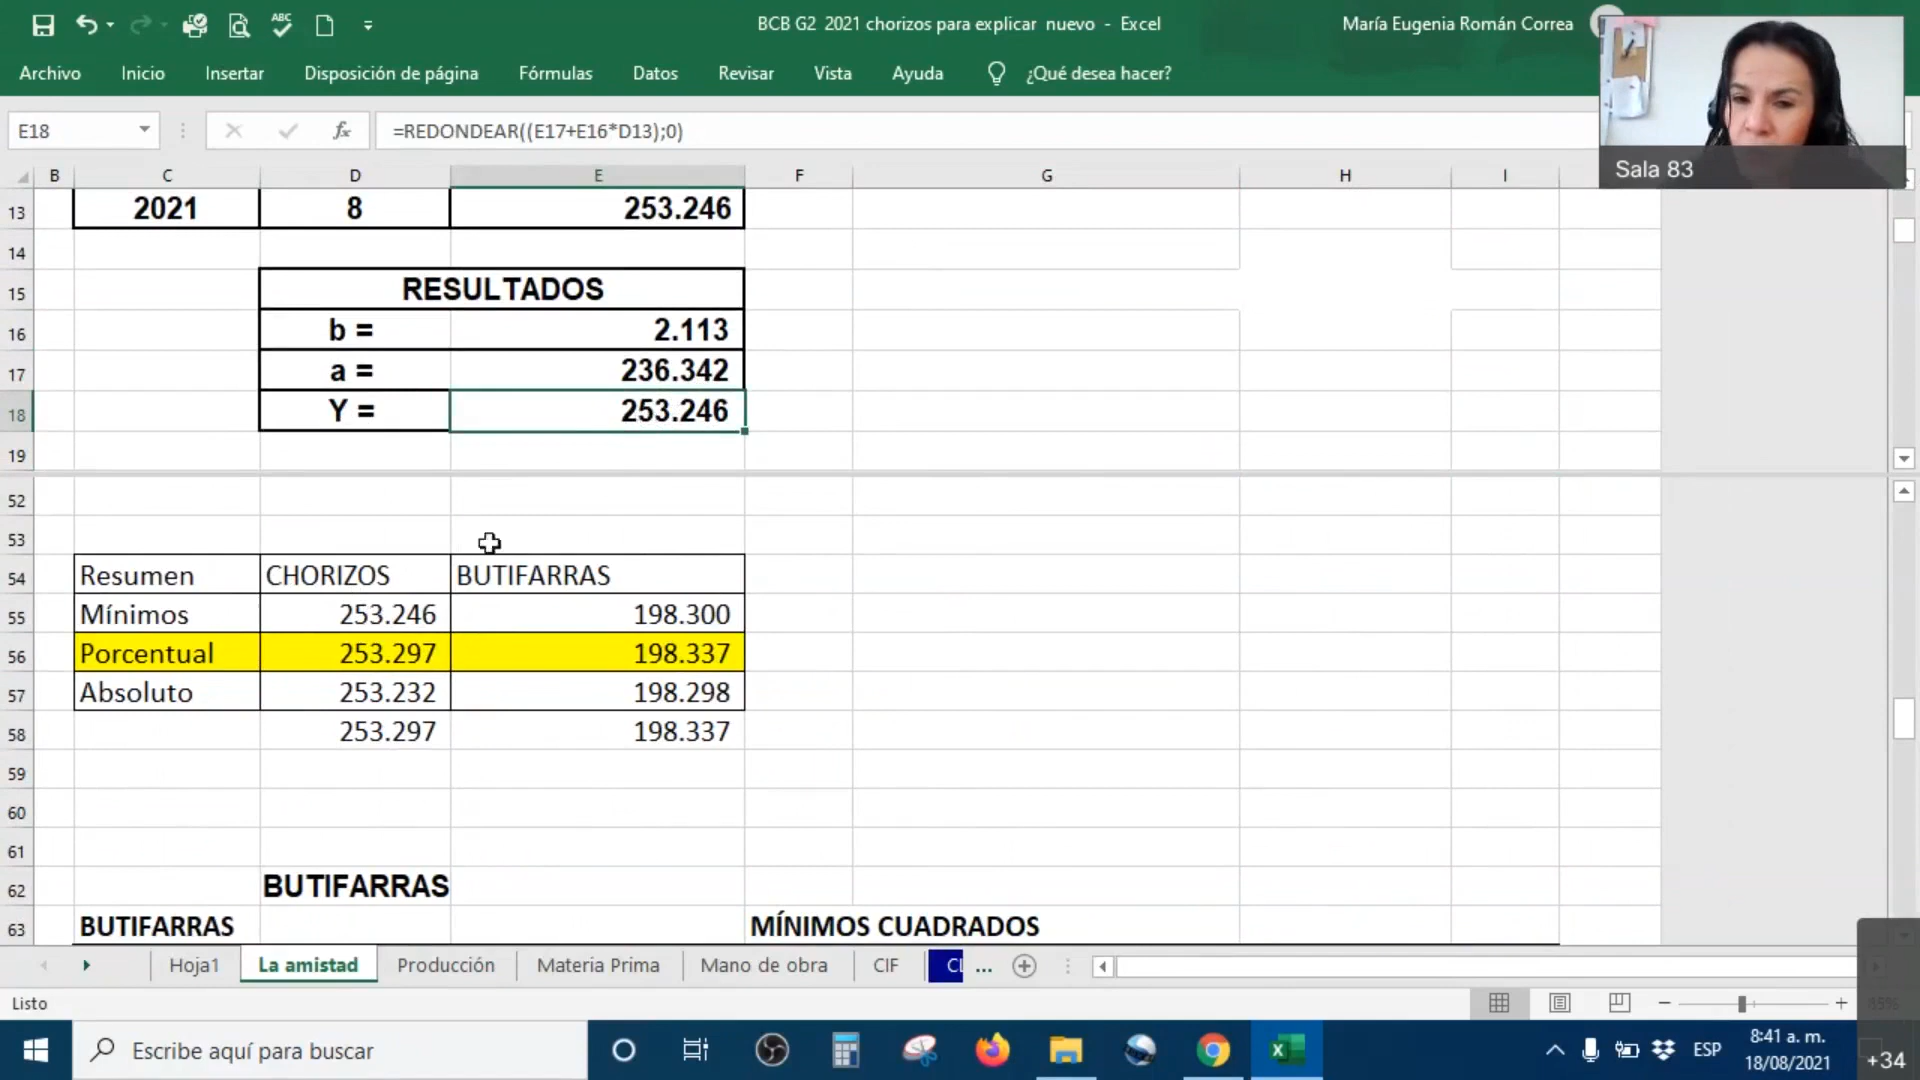 BCB G2  2021 chorizos para explicar  nuevo  -  Excel
María Eugenia Román Correa
Archivo Inicio Insertar Disposición de página Fórmulas Datos Revisar Vista Ayuda ¿Qué desea hacer?
Sala 83
E18 fx =REDONDEAR((E17+E16*D13);0)
B C D E F G H I
13 2021 8 253.246
14
15 RESULTADOS
16 b = 2.113
17 a = 236.342
18 Y = 253.246
19
52
53
54 Resumen CHORIZOS BUTIFARRAS
55 Mínimos 253.246 198.300
56 Porcentual 253.297 198.337
57 Absoluto 253.232 198.298
58 253.297 198.337
59
60
61
62 BUTIFARRAS
63 BUTIFARRAS MÍNIMOS CUADRADOS
Hoja1 La amistad Producción Materia Prima Mano de obra CIF ...
Listo
Escribe aquí para buscar
ESP
8:41 a. m.
18/08/2021
+34